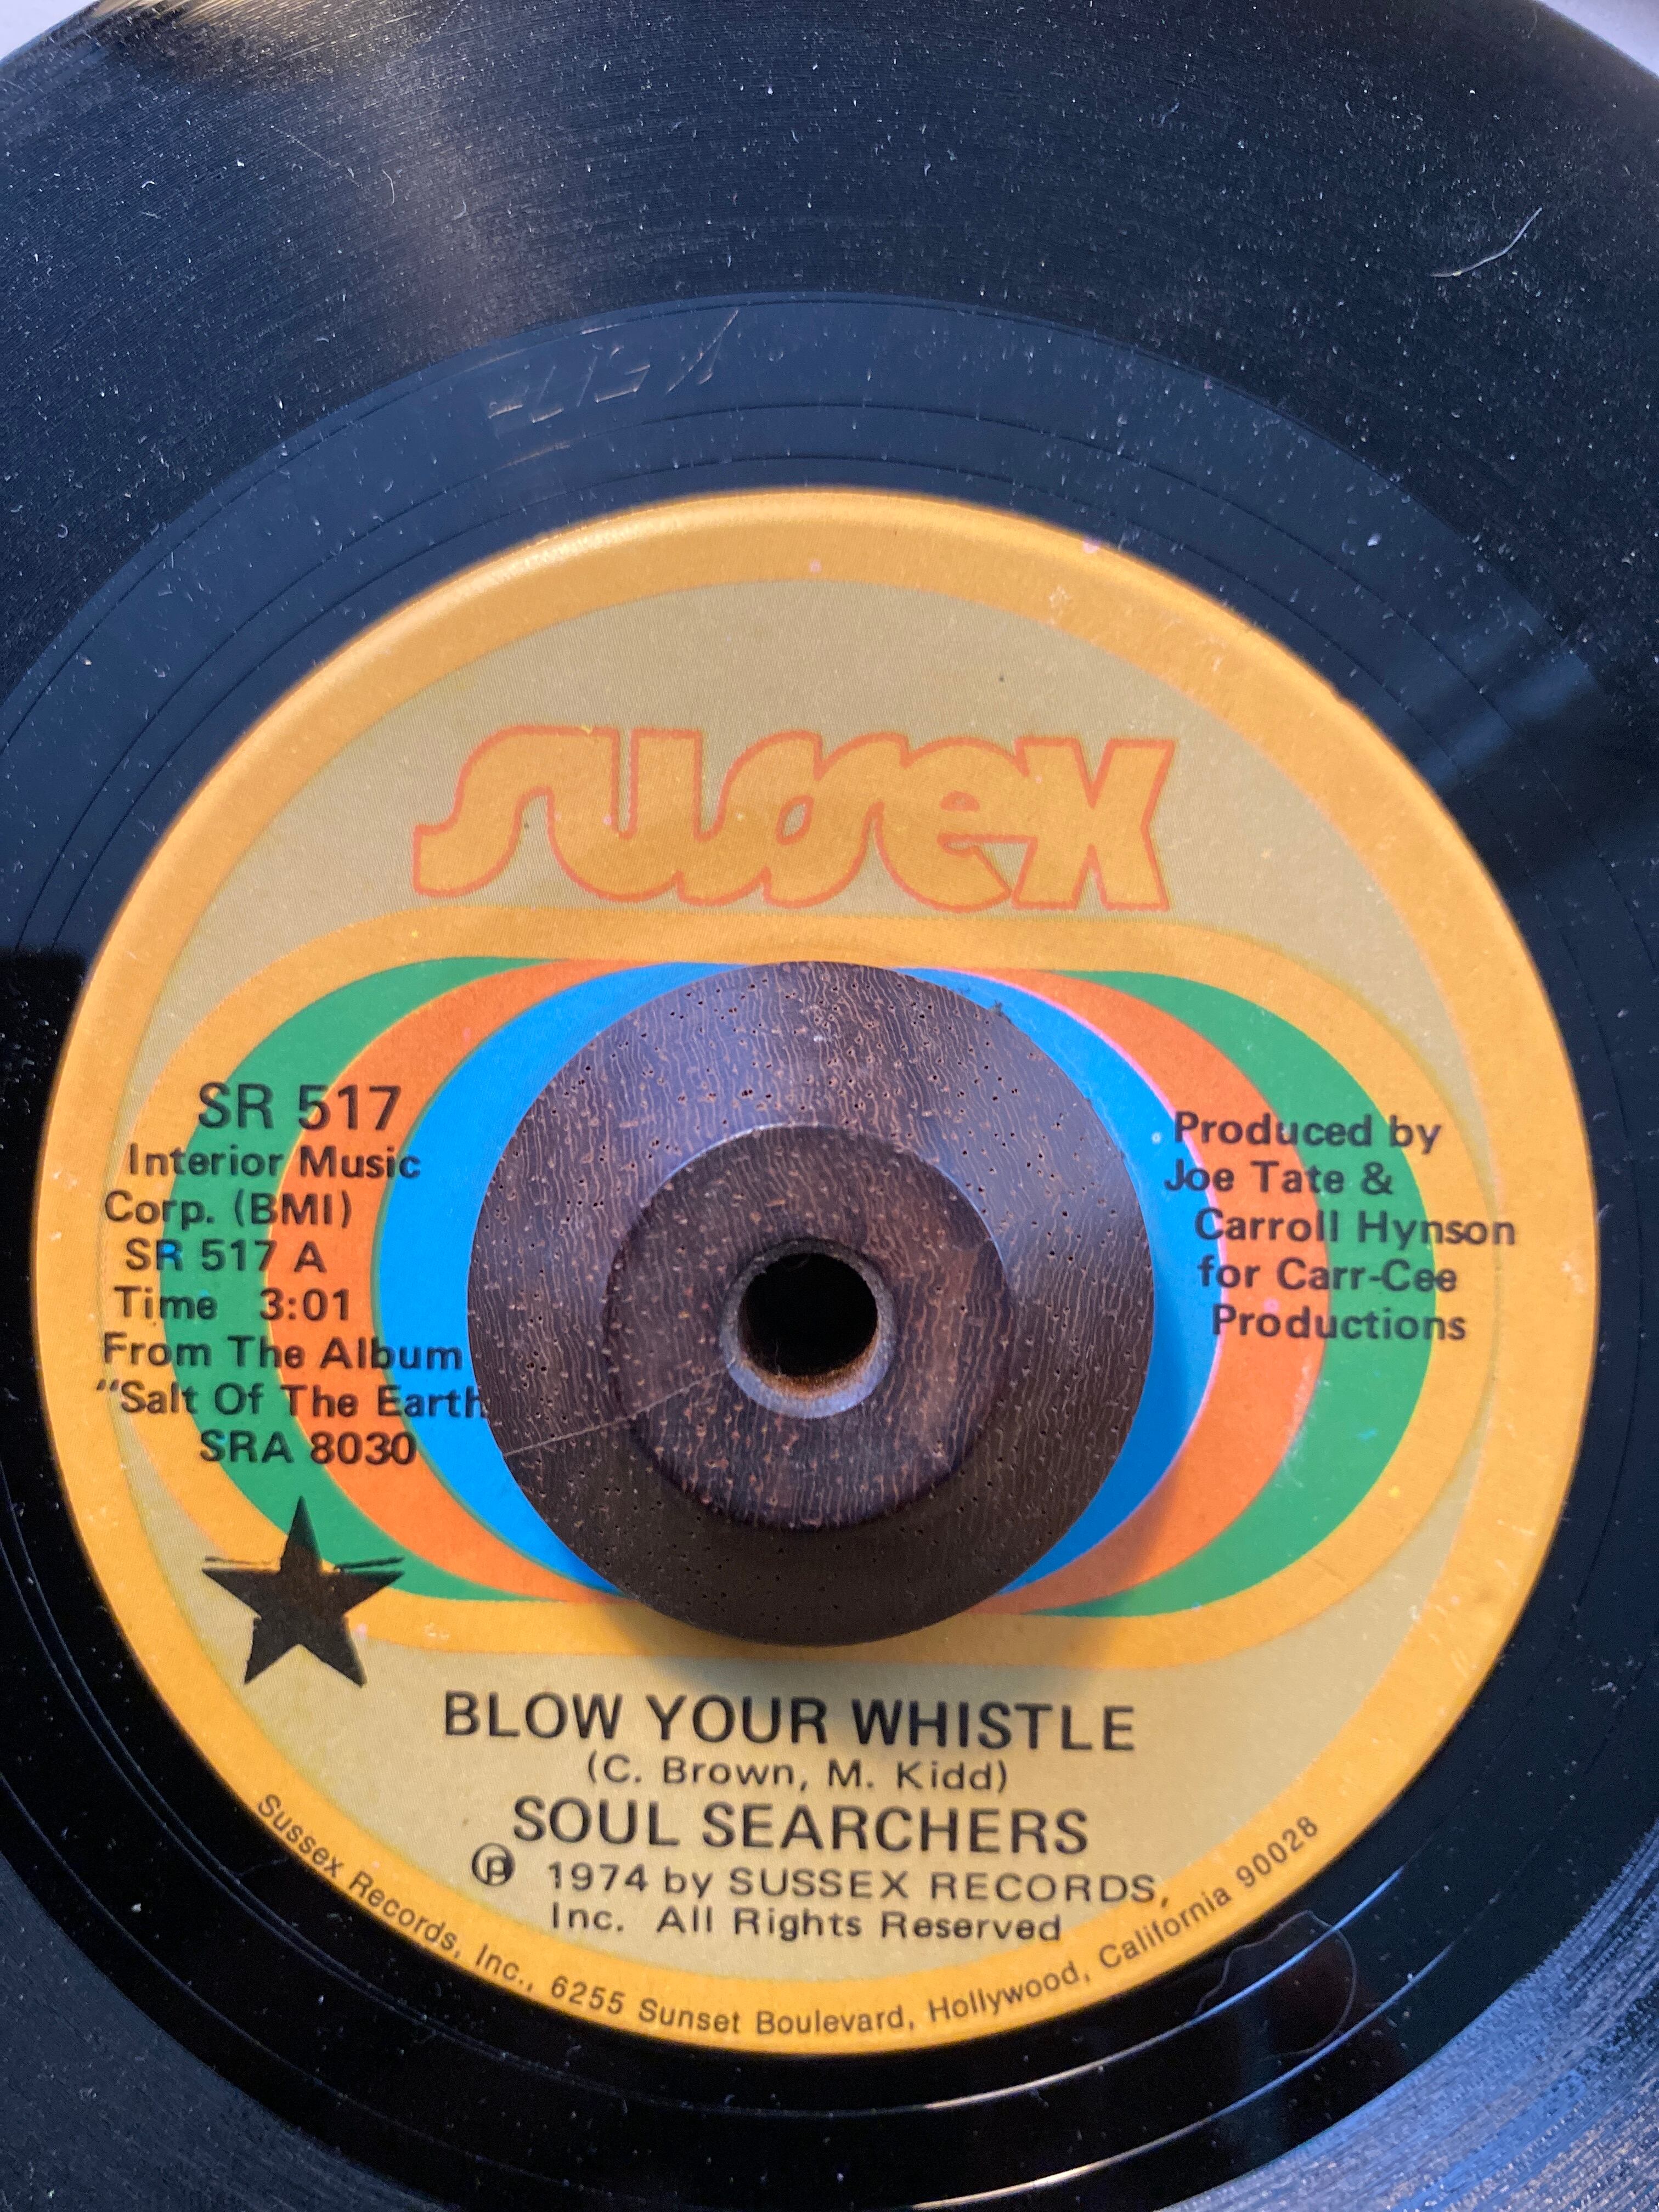 sussex
SR 517
Interior Music
Corp. (BMI)
SR 517 A
Time 3:01
From The Album
"Salt Of The Earth
SRA 8030
Produced by
Joe Tate &
Carroll Hynson
for Carr-Cee
Productions
BLOW YOUR WHISTLE
(C. Brown, M. Kidd)
SOUL SEARCHERS
℗ 1974 by SUSSEX RECORDS,
Inc. All Rights Reserved
Sussex Records, Inc., 6255 Sunset Boulevard, Hollywood, California 90028